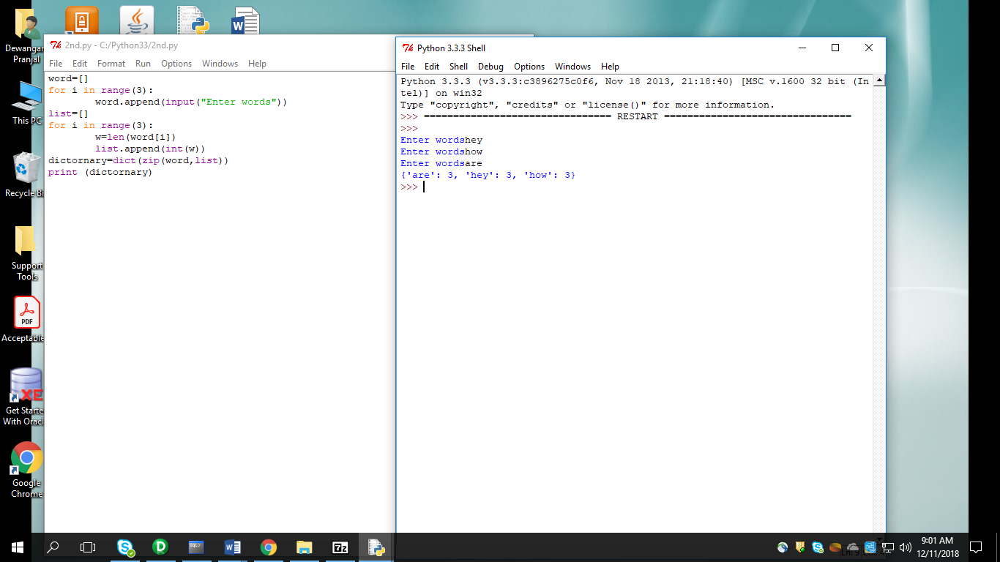 Dewangan
Pranjal
This PC
Recycle Bi
Support
Tools
PDF
Acceptable
XE
Get Starte
With Oracl
Google
Chrome
W
2nd.py - C:/Python33/2nd.py
File Edit Format Run Options Windows Help
word=[]
for i in range(3):
        word.append(input("Enter words"))
list=[]
for i in range(3):
        w=len(word[i])
        list.append(int(w))
dictornary=dict(zip(word,list))
print (dictornary)
Python 3.3.3 Shell
File Edit Shell Debug Options Windows Help
Python 3.3.3 (v3.3.3:c3896275c0f6, Nov 18 2013, 21:18:40) [MSC v.1600 32 bit (In
tel)] on win32
Type "copyright", "credits" or "license()" for more information.
>>> ================================ RESTART ================================
>>>
Enter wordshey
Enter wordshow
Enter wordsare
{'are': 3, 'hey': 3, 'how': 3}
>>>
S
D
SQL>
W
7z
9:01 AM
12/11/2018